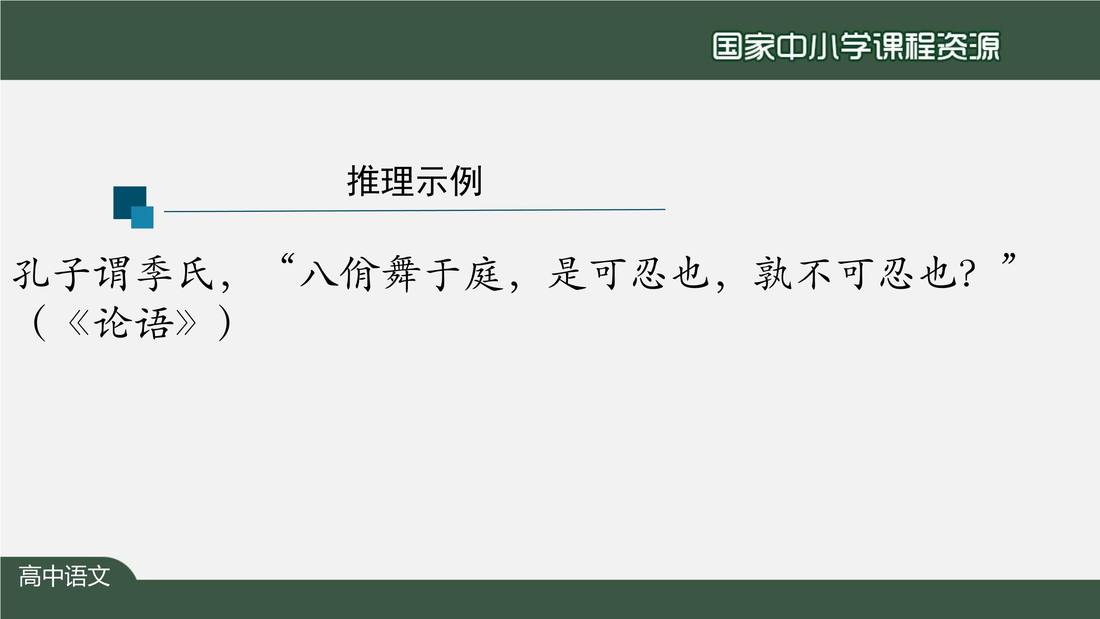 国家中小学课程资源
推理示例
孔子谓季氏，“八佾舞于庭，是可忍也，孰不可忍也？”
（《论语》）
高中语文